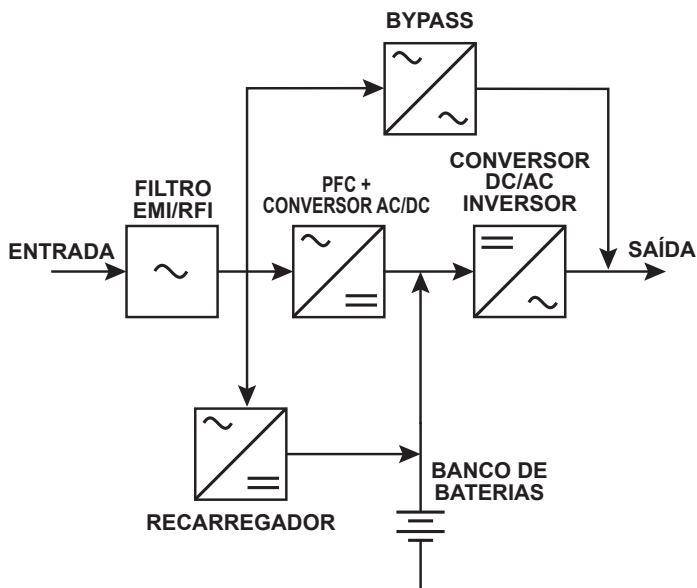 BYPASS
FILTRO
EMI/RFI
PFC +
CONVERSOR AC/DC
CONVERSOR
DC/AC
INVERSOR
ENTRADA
SAÍDA
RECARREGADOR
BANCO DE
BATERIAS